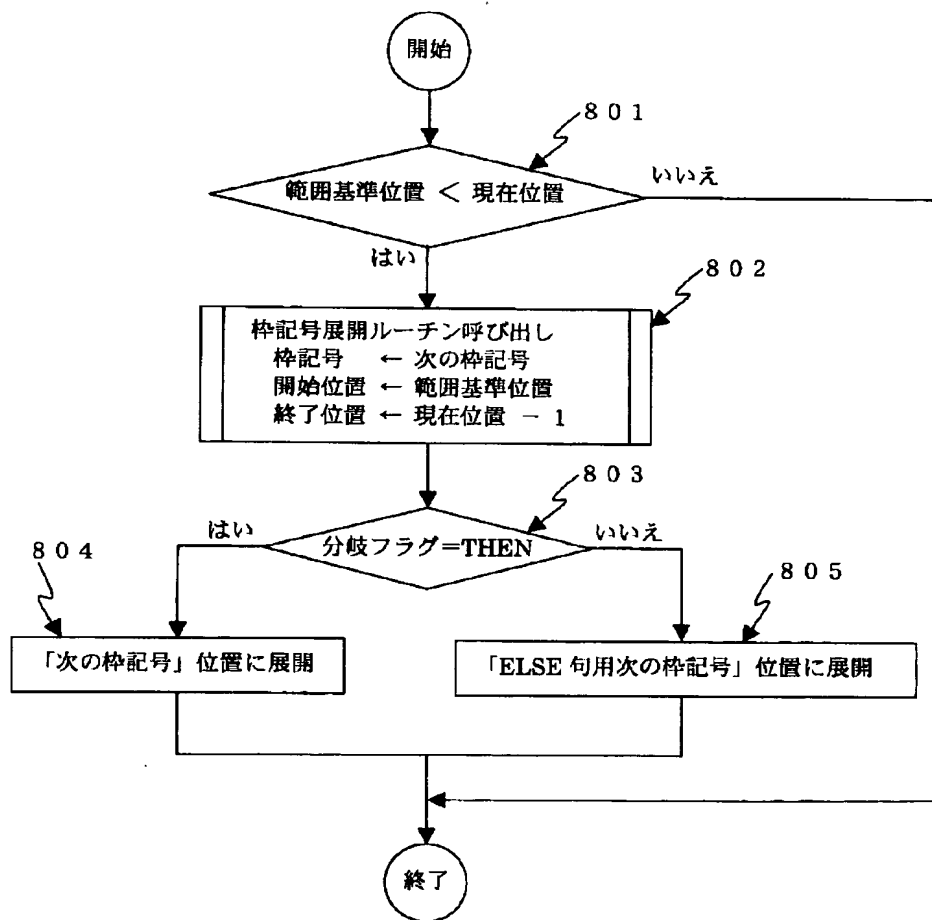 開始
801
範囲基準位置 < 現在位置
いいえ
はい
802
枠記号展開ルーチン呼び出し
枠記号 ← 次の枠記号
開始位置 ← 範囲基準位置
終了位置 ← 現在位置 － 1
803
はい
分岐フラグ=THEN
いいえ
804
805
「次の枠記号」位置に展開
「ELSE 句用次の枠記号」位置に展開
終了